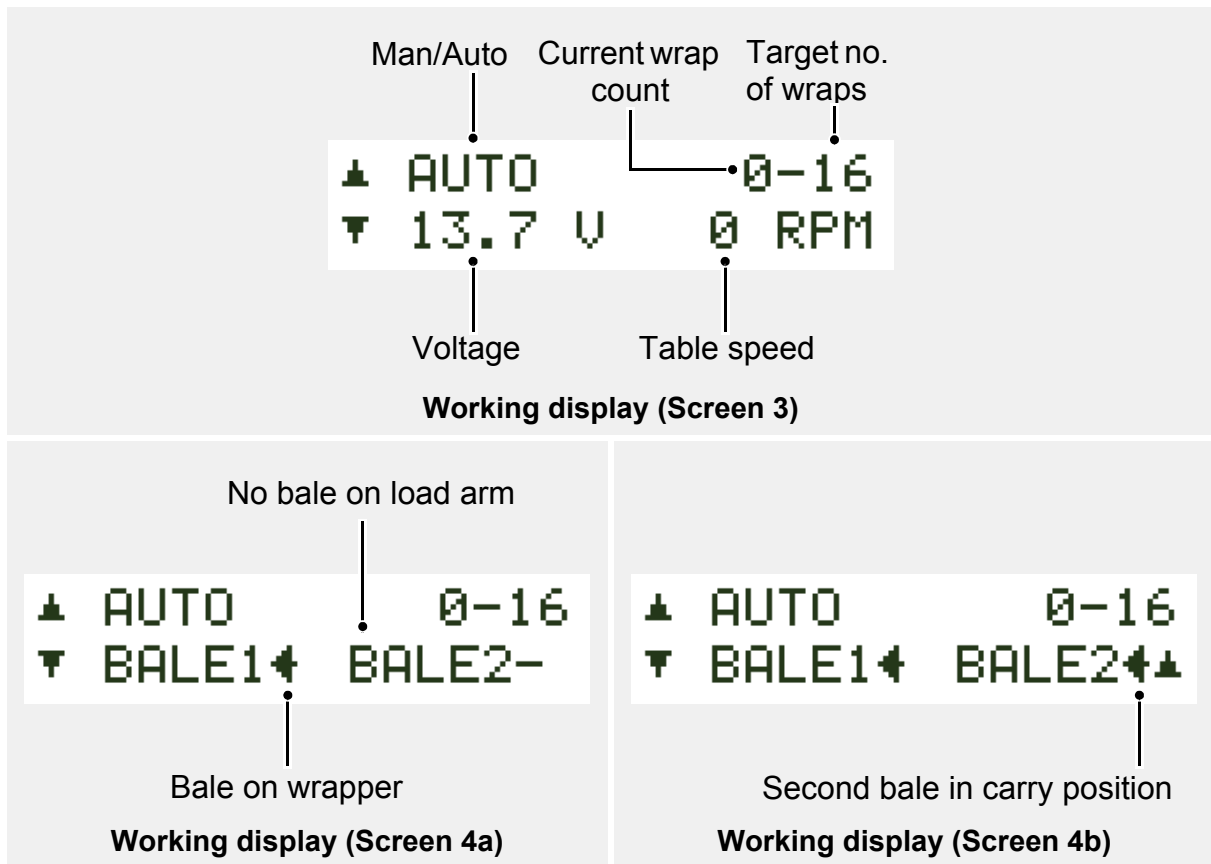 Man/Auto Current wrap count Target no. of wraps
▲ AUTO 0-16
▼ 13.7 V 0 RPM
Voltage Table speed
Working display (Screen 3)
No bale on load arm
▲ AUTO 0-16
▼ BALE1◀ BALE2-
Bale on wrapper
Working display (Screen 4a)
▲ AUTO 0-16
▼ BALE1◀ BALE2◀▲
Second bale in carry position
Working display (Screen 4b)